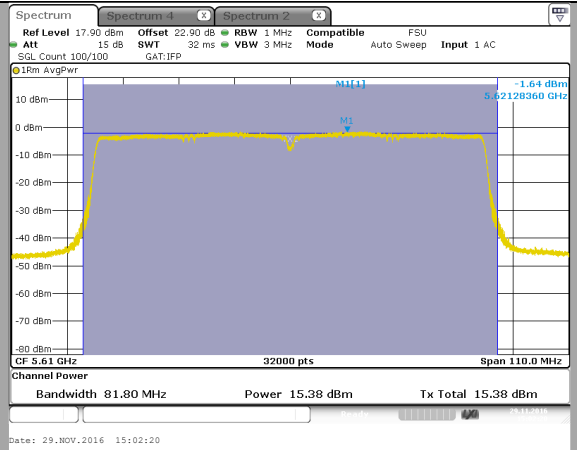 Spectrum Spectrum 4 X Spectrum 2 X
Ref Level 17.90 dBm Offset 22.90 dB RBW 1 MHz Compatible FSU
Att 15 dB SWT 32 ms VBW 3 MHz Mode Auto Sweep Input 1 AC
SGL Count 100/100 GAT:IFP
1Rm AvgPwr
M1[1] -1.64 dBm
5.62128360 GHz
10 dBm
M1
0 dBm
-10 dBm
-20 dBm
-30 dBm
-40 dBm
-50 dBm
-60 dBm
-70 dBm
-80 dBm
CF 5.61 GHz 32000 pts Span 110.0 MHz
Channel Power
Bandwidth 81.80 MHz Power 15.38 dBm Tx Total 15.38 dBm
Ready 29.11.2016
Date: 29.NOV.2016 15:02:20